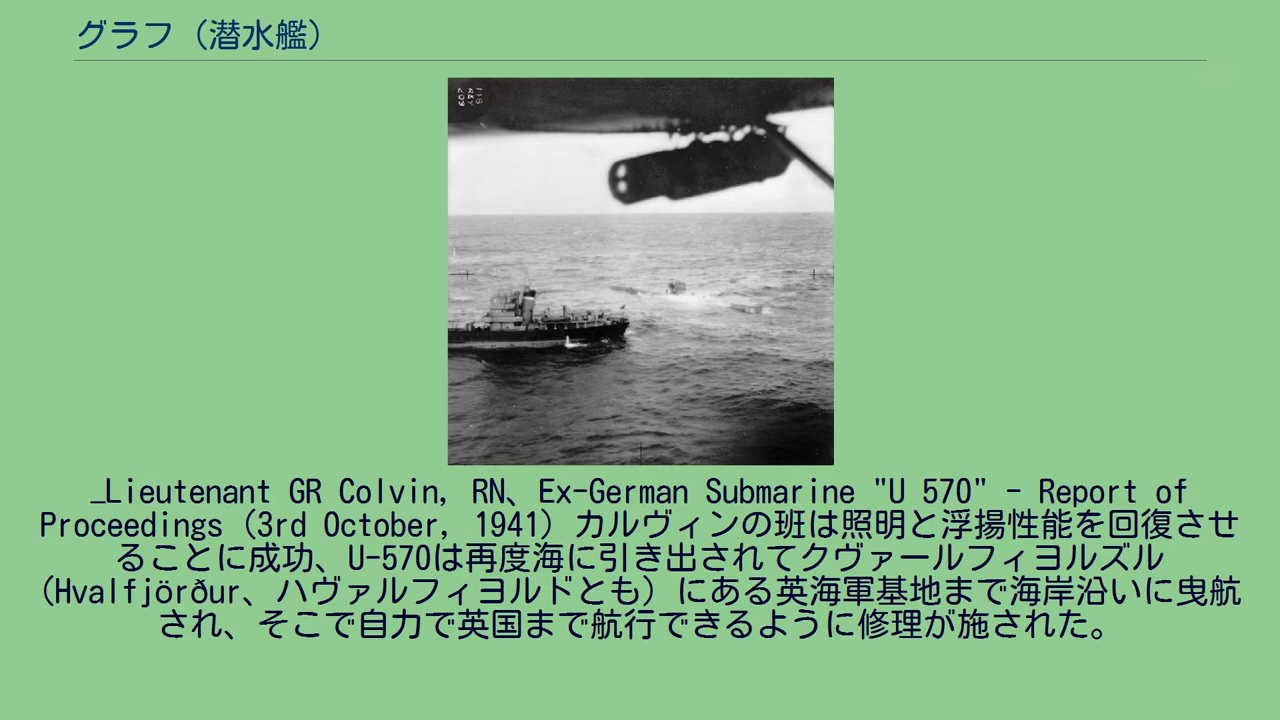 グラフ（潜水艦）
_Lieutenant GR Colvin, RN、Ex-German Submarine "U 570" - Report of
Proceedings（3rd October, 1941）カルヴィンの班は照明と浮揚性能を回復させ
ることに成功、U-570は再度海に引き出されてクヴァールフィヨルズル
（Hvalfjörður、ハヴァルフィヨルドとも）にある英海軍基地まで海岸沿いに曳航
され、そこで自力で英国まで航行できるように修理が施された。